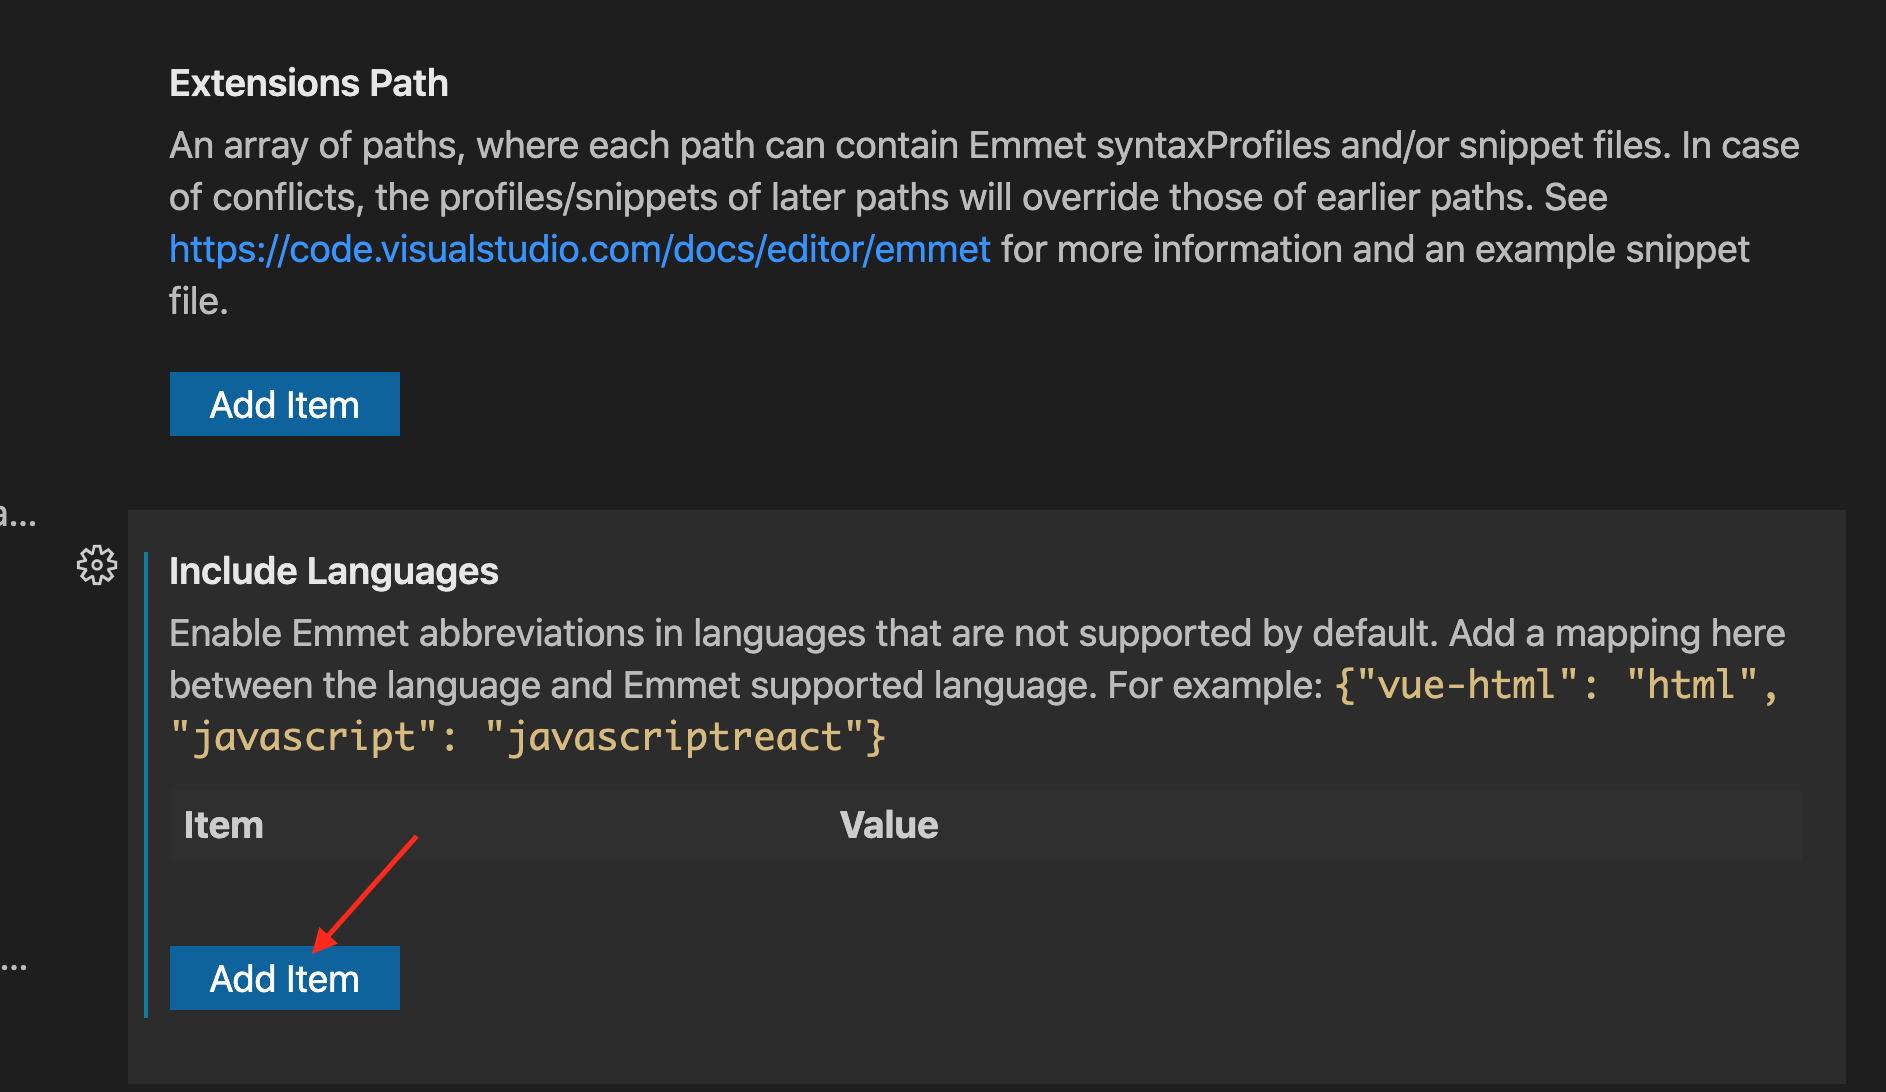 Extensions Path
An array of paths, where each path can contain Emmet syntaxProfiles and/or snippet files. In case
of conflicts, the profiles/snippets of later paths will override those of earlier paths. See
https://code.visualstudio.com/docs/editor/emmet for more information and an example snippet
file.
Add Item
a...
Include Languages
Enable Emmet abbreviations in languages that are not supported by default. Add a mapping here
between the language and Emmet supported language. For example: {"vue-html": "html",
"javascript": "javascriptreact"}
Item Value
...
Add Item